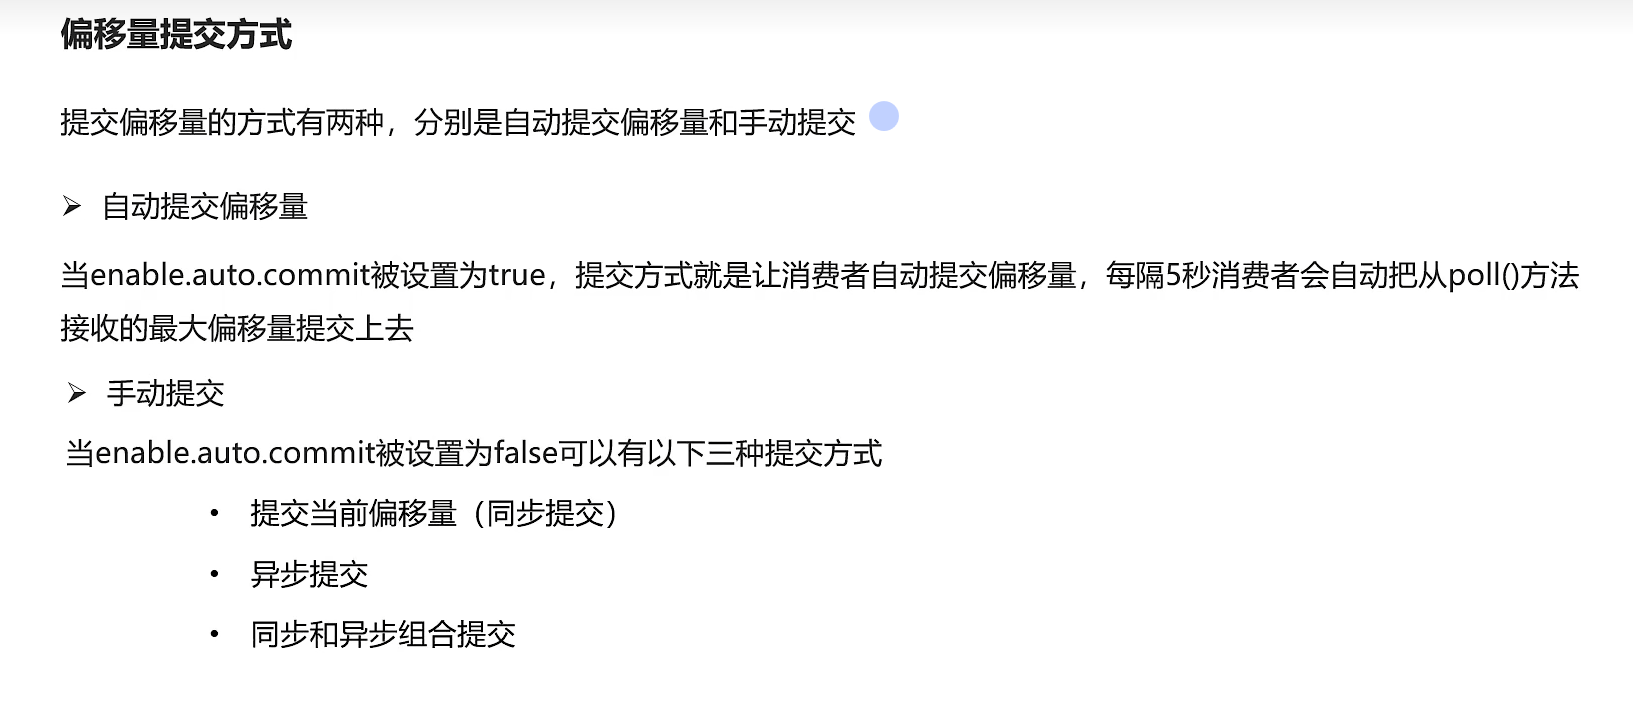 偏移量提交方式
提交偏移量的方式有两种，分别是自动提交偏移量和手动提交
➢ 自动提交偏移量
当enable.auto.commit被设置为true，提交方式就是让消费者自动提交偏移量，每隔5秒消费者会自动把从poll()方法
接收的最大偏移量提交上去
➢ 手动提交
当enable.auto.commit被设置为false可以有以下三种提交方式
• 提交当前偏移量（同步提交）
• 异步提交
• 同步和异步组合提交